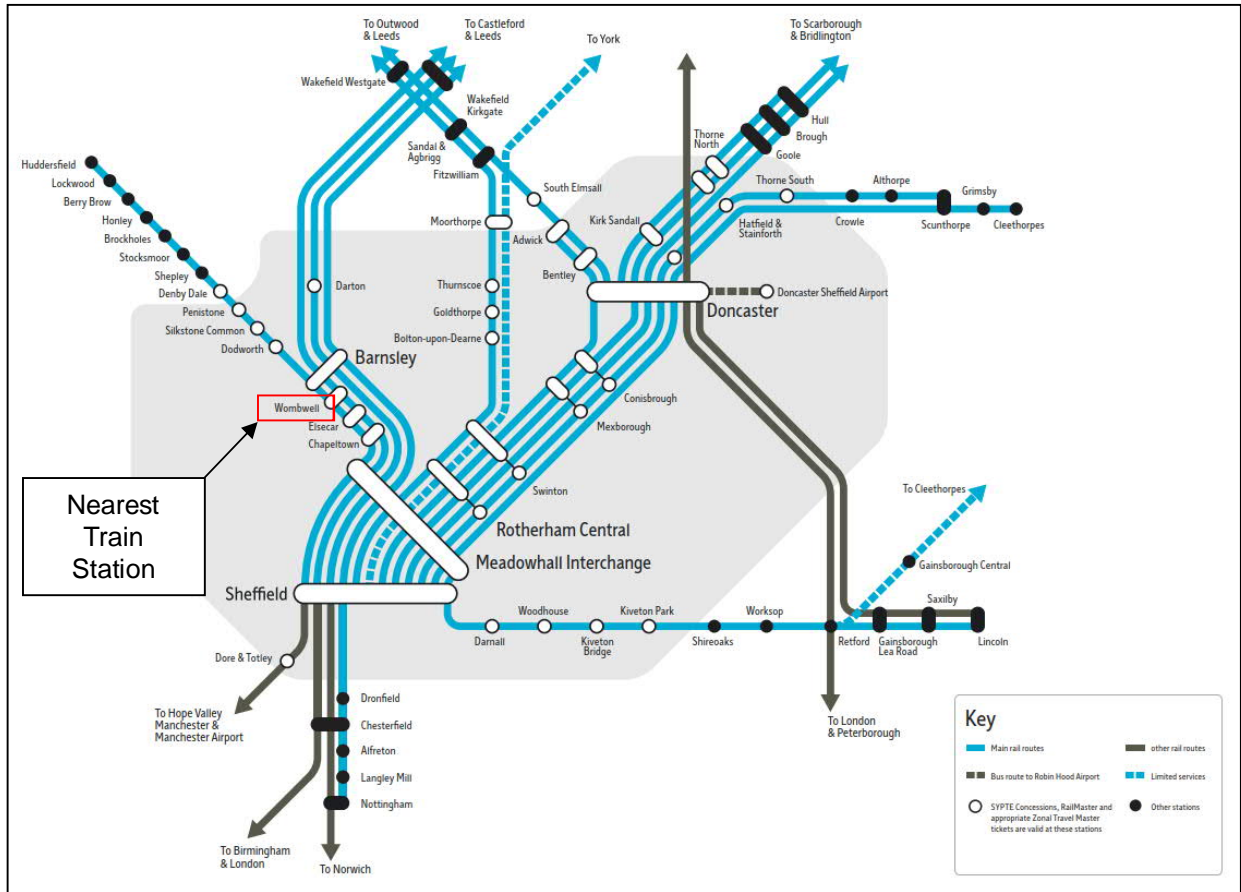 To Outwood
& Leeds
To Castleford
& Leeds
To York
To Scarborough
& Bridlington
Wakefield Westgate
Wakefield
Kirkgate
Sandal &
Agbrigg
Fitzwilliam
Thorne
North
Hull
Brough
Goole
Huddersfield
Lockwood
Berry Brow
Honley
Brockholes
Stocksmoor
Shepley
Denby Dale
Penistone
Silkstone Common
Dodworth
South Elmsall
Moorthorpe
Adwick
Bentley
Kirk Sandall
Thorne South
Althorpe
Grimsby
Hatfield &
Stainforth
Crowle
Scunthorpe
Cleethorpes
Darton
Thurnscoe
Goldthorpe
Bolton-upon-Dearne
Doncaster Sheffield Airport
Doncaster
Barnsley
Wombwell
Elsecar
Chapeltown
Conisbrough
Mexborough
Swinton
Rotherham Central
Meadowhall Interchange
Nearest
Train
Station
Sheffield
To Cleethorpes
Gainsborough Central
Saxilby
Darnall
Woodhouse
Kiveton
Bridge
Kiveton Park
Shireoaks
Worksop
Retford
Gainsborough
Lea Road
Lincoln
Dore & Totley
To Hope Valley
Manchester &
Manchester Airport
Dronfield
Chesterfield
Alfreton
Langley Mill
Nottingham
To Birmingham
& London
To Norwich
To London
& Peterborough
Key
Main rail routes
other rail routes
Bus route to Robin Hood Airport
Limited services
SYPTE Concessions, RailMaster and
appropriate Zonal Travel Master
tickets are valid at these stations
Other stations